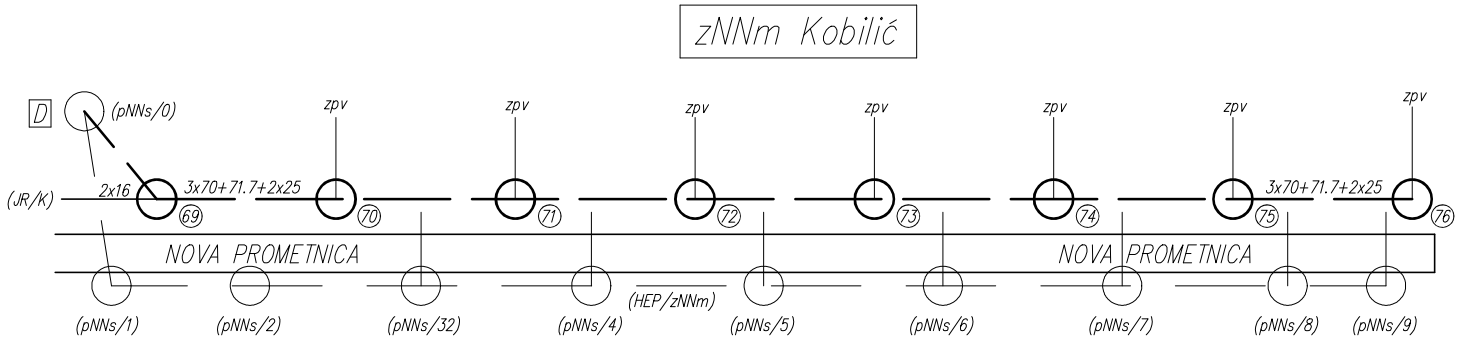 zNNm Kobilić
D
(pNNs/0)
zpv
zpv
zpv
zpv
zpv
zpv
zpv
(JR/K)
2x16
3x70+71.7+2x25
3x70+71.7+2x25
69
70
71
72
73
74
75
76
NOVA PROMETNICA
NOVA PROMETNICA
(HEP/zNNm)
(pNNs/1)
(pNNs/2)
(pNNs/32)
(pNNs/4)
(pNNs/5)
(pNNs/6)
(pNNs/7)
(pNNs/8)
(pNNs/9)